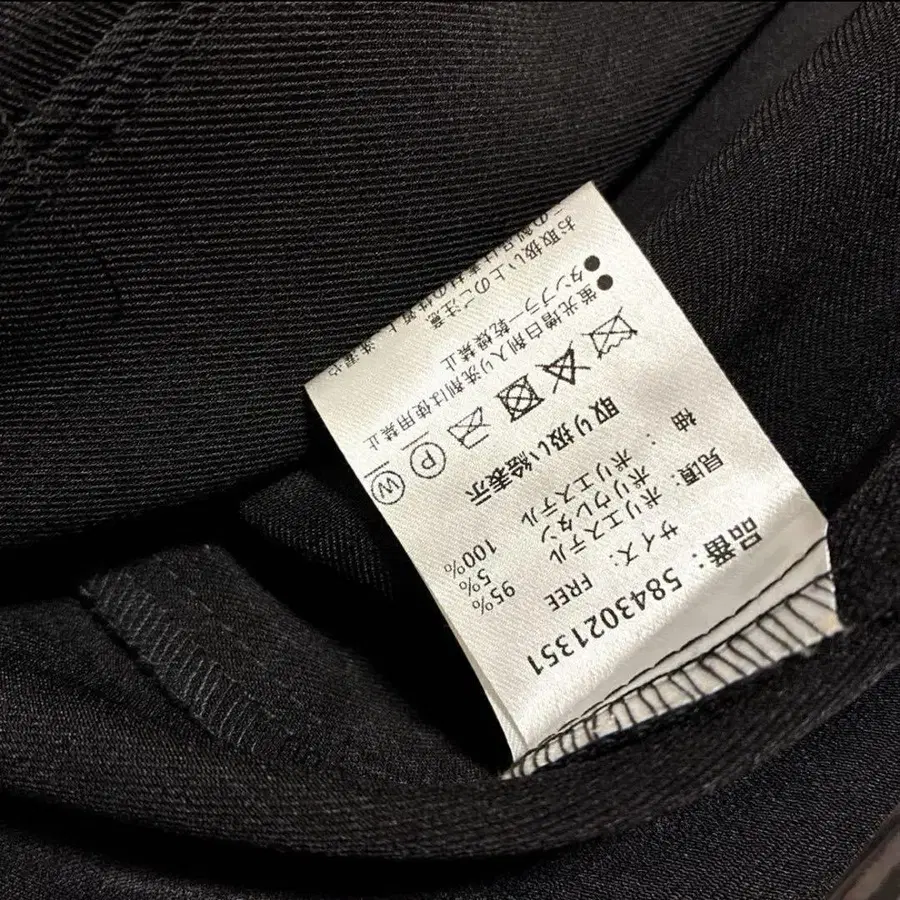 品番: 5843021351
サイズ: FREE
見頃: ポリエステル 95%
ポリウレタン 5%
袖: ポリエステル 100%
取り扱い絵表示
P W
蛍光増白剤入り洗剤は使用禁止
タンブラー乾燥禁止
お取扱い上のご注意